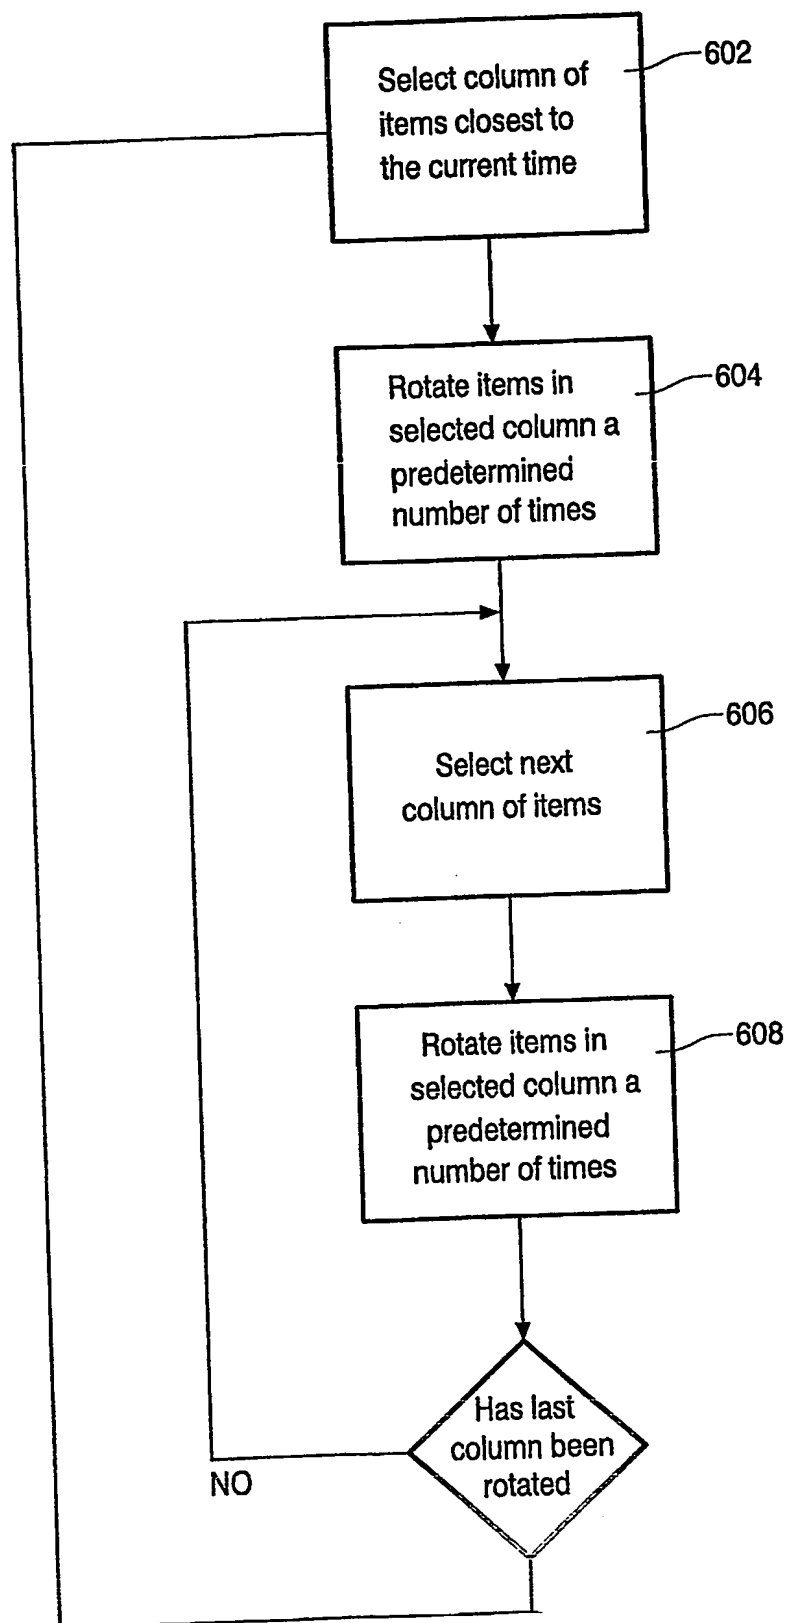 602
Select column of
items closest to
the current time
604
Rotate items in
selected column a
predetermined
number of times
606
Select next
column of items
608
Rotate items in
selected column a
predetermined
number of times
Has last
column been
rotated
NO